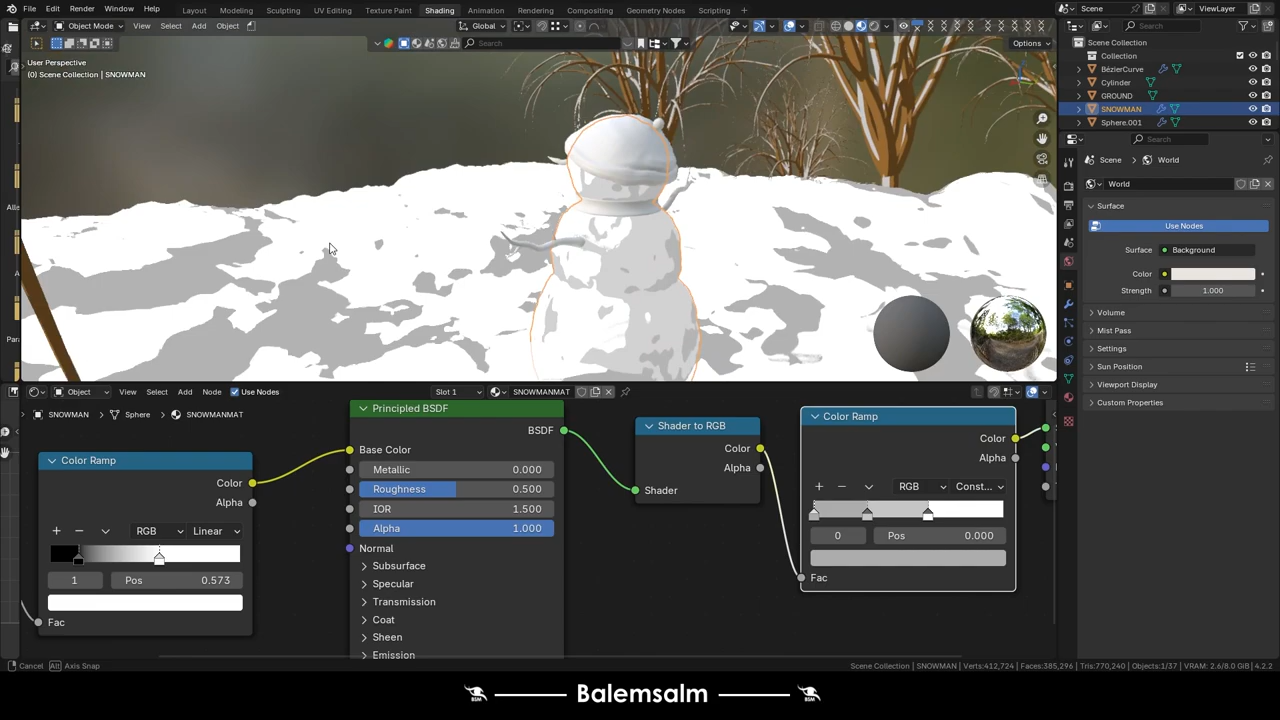 File Edit Render Window Help Layout Modeling Sculpting UV Editing Texture Paint Shading Animation Rendering Compositing Geometry Nodes Scripting Scene ViewLayer
Object Mode View Select Add Object Global Search
Search Options
User Perspective
(0) Scene Collection | SNOWMAN
Scene Collection
Collection
BézierCurve
Cylinder
GROUND
SNOWMAN
Sphere.001
Search
Scene World
World
Surface
Use Nodes
Surface Background
Color
Strength 1.000
Volume
Mist Pass
Settings
Sun Position
Viewport Display
Custom Properties
Object View Select Add Node Use Nodes Slot 1 SNOWMANMAT
SNOWMAN Sphere SNOWMANMAT
Color Ramp
Color
Alpha
RGB Linear
1 Pos 0.573
Fac
Principled BSDF
BSDF
Base Color
Metallic 0.000
Roughness 0.500
IOR 1.500
Alpha 1.000
Normal
Subsurface
Specular
Transmission
Coat
Sheen
Emission
Shader to RGB
Color
Alpha
Shader
Color Ramp
Color
Alpha
RGB Const...
0 Pos 0.000
Fac
Cancel Alt Axis Snap
Scene Collection | SNOWMAN | Verts:412,724 | Faces:385,296 | Tris:770,240 | Objects:1/37 | VRAM: 2.6/8.0 GiB | 4.2.2
Balemsalm